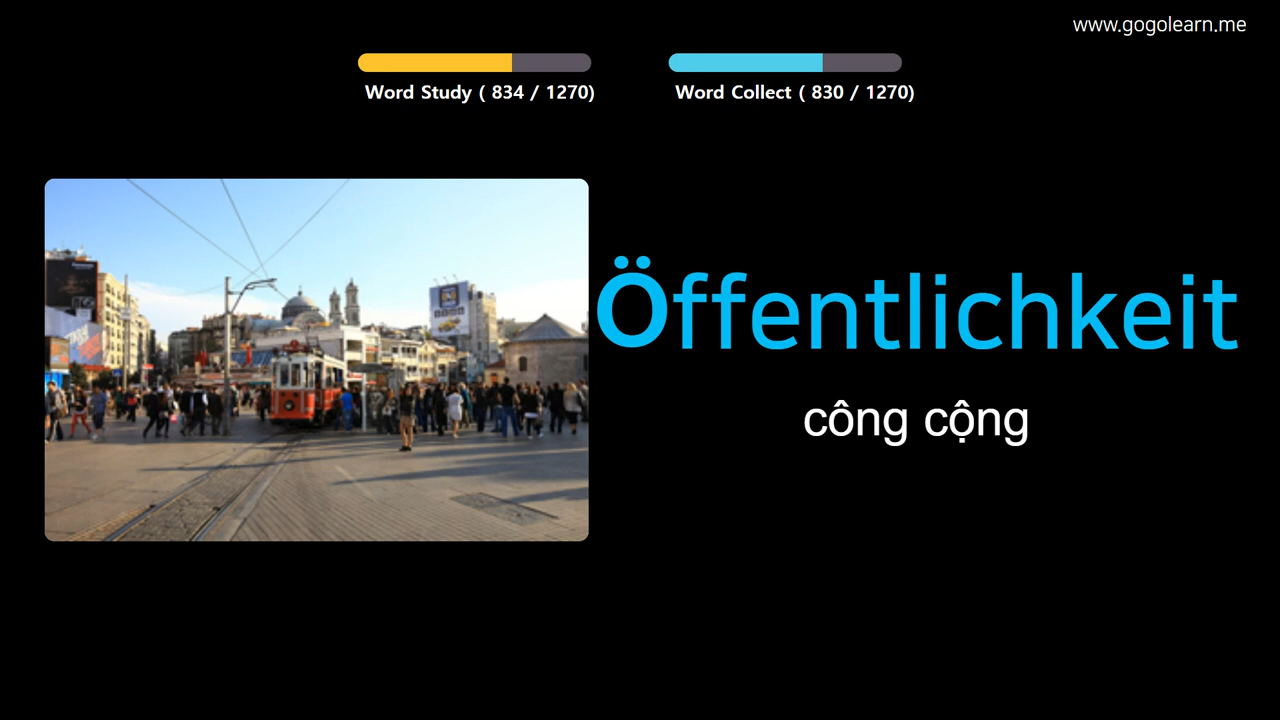 www.gogolearn.me
Word Study ( 834 / 1270)
Word Collect ( 830 / 1270)
Öffentlichkeit
công cộng